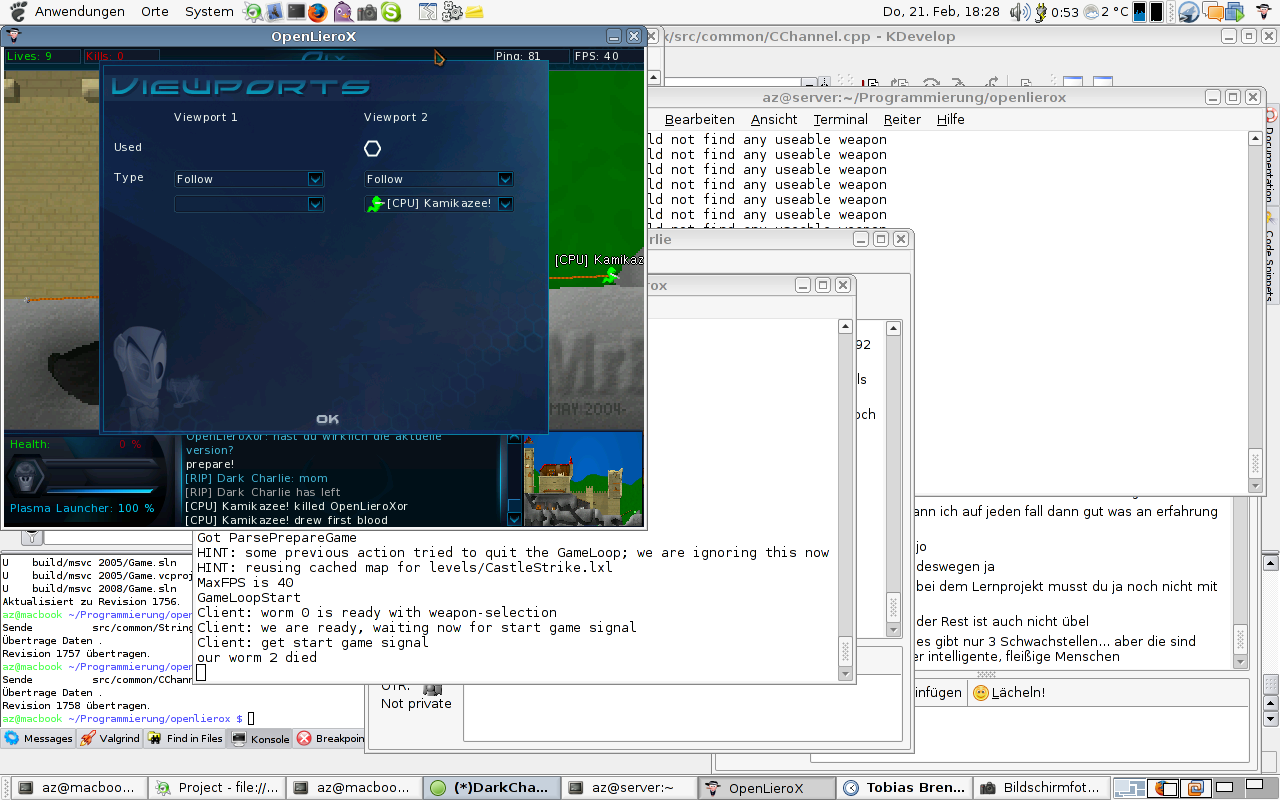 Anwendungen Orte System
Do, 21. Feb, 18:28 0:53 2 °C
OpenLieroX
x/src/common/CChannel.cpp - KDevelop
Lives: 9 Kills: 0 Ping: 81 FPS: 40
Viewports
Viewport 1 Viewport 2
Used
Type Follow Follow
[CPU] Kamikazee!
[CPU] Kamikaz
MAY 2004-
OK
Health: 0 %
Plasma Launcher: 100 %
OpenLieroXor: hast du wirklich die aktuelle
version?
prepare!
[RIP] Dark Charlie: mom
[RIP] Dark Charlie has left
[CPU] Kamikazee! killed OpenLieroXor
[CPU] Kamikazee! drew first blood
az@server:~/Programmierung/openlierox
Bearbeiten Ansicht Terminal Reiter Hilfe
ld not find any useable weapon
ld not find any useable weapon
ld not find any useable weapon
ld not find any useable weapon
ld not find any useable weapon
ld not find any useable weapon
Documentation
Code Snippets
rlie
rox
92
ls
och
Got ParsePrepareGame
HINT: some previous action tried to quit the GameLoop; we are ignoring this now
HINT: reusing cached map for levels/CastleStrike.lxl
MaxFPS is 40
GameLoopStart
Client: worm 0 is ready with weapon-selection
Client: we are ready, waiting now for start game signal
Client: get start game signal
our worm 2 died
ann ich auf jeden fall dann gut was an erfahrung
jo
deswegen ja
bei dem Lernprojekt musst du ja noch nicht mit
der Rest ist auch nicht übel
es gibt nur 3 Schwachstellen... aber die sind
er intelligente, fleißige Menschen
infügen Lächeln!
OTR:
Not private
U build/msvc 2005/Game.sln
U build/msvc 2005/Game.vcproj
U build/msvc 2008/Game.sln
Aktualisiert zu Revision 1756.
az@macbook ~/Programmierung/open
Sende src/common/String
Übertrage Daten .
Revision 1757 übertragen.
az@macbook ~/Programmierung/open
Sende src/common/CChann
Übertrage Daten .
Revision 1758 übertragen.
az@macbook ~/Programmierung/openlierox $
Messages Valgrind Find in Files Konsole Breakpoin
az@macboo... Project - file://... az@macboo... (*)DarkCha... az@server:~ OpenLieroX Tobias Bren... Bildschirmfot...